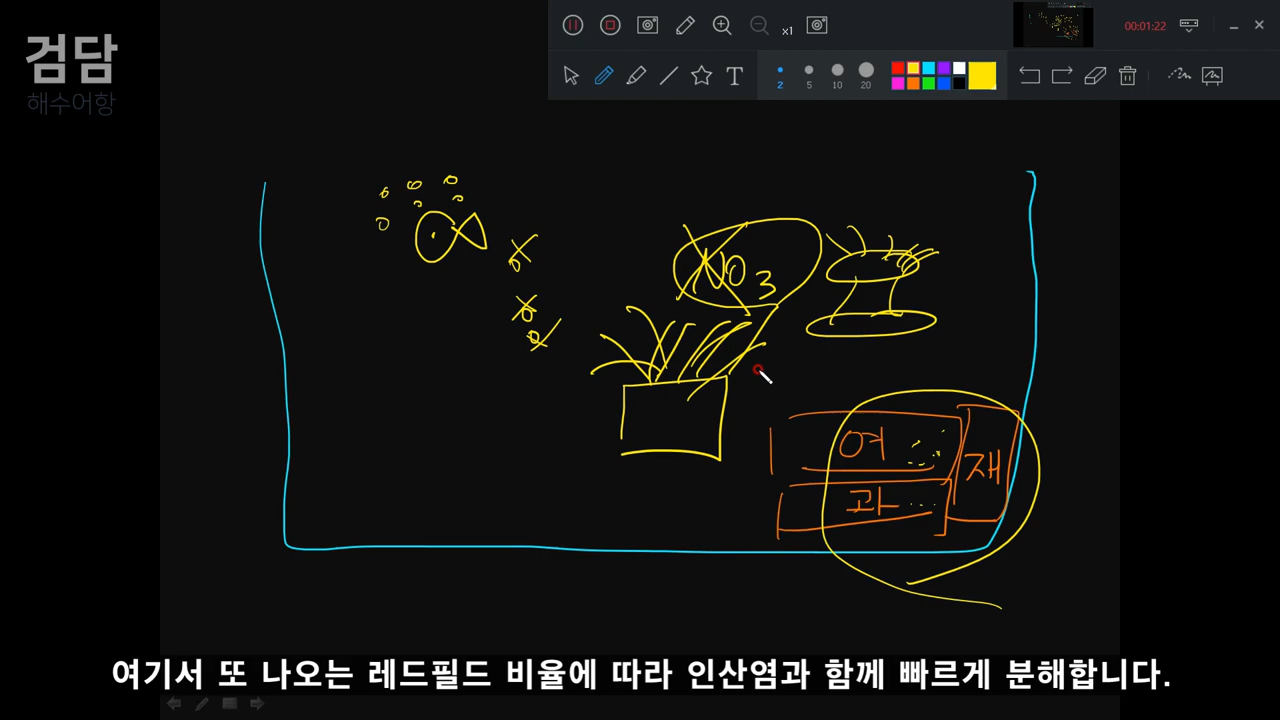 검담
해수어항
x1
00:01:22
T
2
5
10
20
NO3
여
과
재
여기서 또 나오는 레드필드 비율에 따라 인산염과 함께 빠르게 분해합니다.